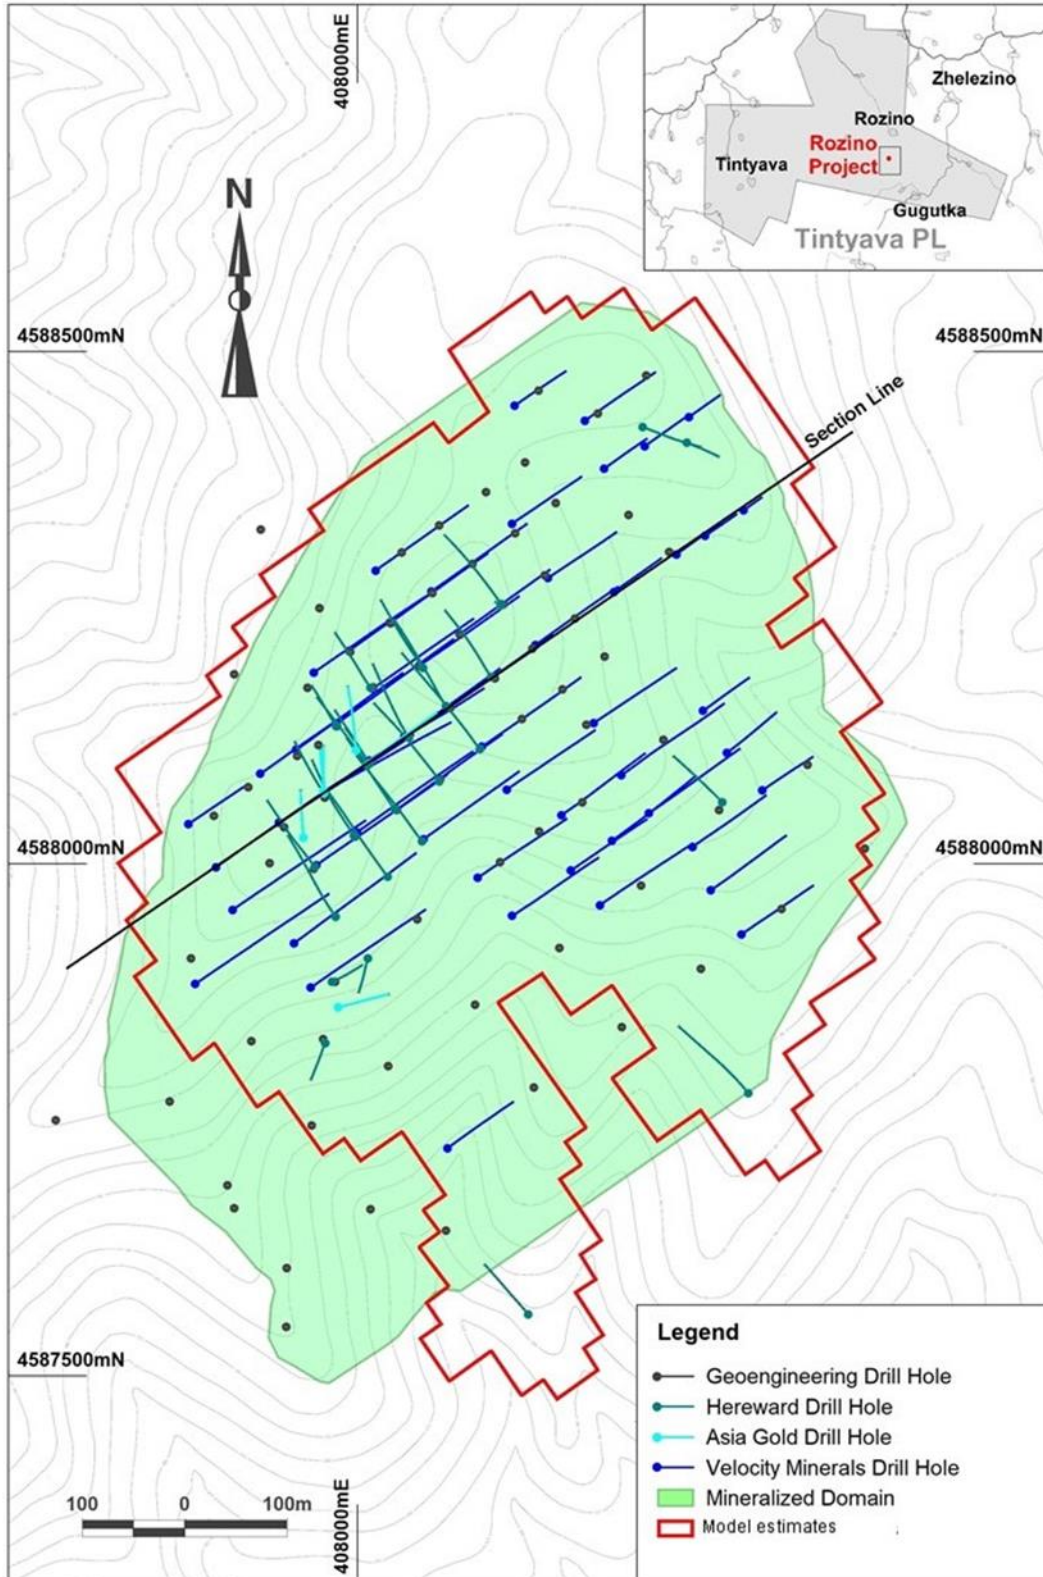 408000mE
Zhelezino
Rozino
Rozino
Project
Tintyava
Gugutka
Tintyava PL
N
4588500mN
4588500mN
Section Line
4588000mN
4588000mN
4587500mN
Legend
Geoengineering Drill Hole
Hereward Drill Hole
Asia Gold Drill Hole
Velocity Minerals Drill Hole
Mineralized Domain
Model estimates
100 0 100m
4080000mE